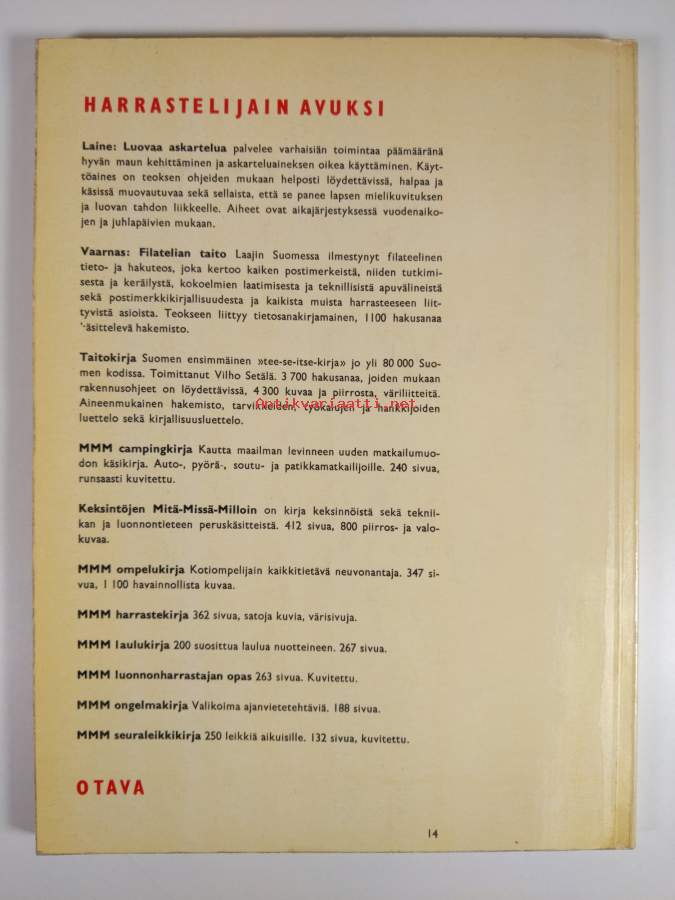 HARRASTELIJAIN AVUKSI
Laine: Luovaa askartelua palvelee varhaisiän toimintaa päämääränä
hyvän maun kehittäminen ja askarteluaineksen oikea käyttäminen. Käyt-
töaines on teoksen ohjeiden mukaan helposti löydettävissä, halpaa ja
käsissä muovautuvaa sekä sellaista, että se panee lapsen mielikuvituksen
ja luovan tahdon liikkeelle. Aiheet ovat aikajärjestyksessä vuodenaiko-
jen ja juhlapäivien mukaan.
Vaarnas: Filatelian taito Laajin Suomessa ilmestynyt filateelinen
tieto- ja hakuteos, joka kertoo kaiken postimerkeistä, niiden tutkimi-
sesta ja keräilystä, kokoelmien laatimisesta ja teknillisistä apuvälineistä
sekä postimerkkikirjallisuudesta ja kaikista muista harrasteeseen liit-
tyvistä asioista. Teokseen liittyy tietosanakirjamainen, 1100 hakusanaa
käsittelevä hakemisto.
Taitokirja Suomen ensimmäinen »tee-se-itse-kirja» jo yli 80 000 Suo-
men kodissa. Toimittanut Vilho Setälä. 3 700 hakusanaa, joiden mukaan
rakennusohjeet on löydettävissä, 4 300 kuvaa ja piirrosta, väriliitteitä.
Aineenmukainen hakemisto, tarvikkeiden, työkalujen ja hankkijoiden
luettelo sekä kirjallisuusluettelo.
Antikvariaatti.net
MMM campingkirja Kautta maailman levinneen uuden matkailumuo-
don käsikirja. Auto-, pyörä-, soutu- ja patikkamatkailijoille. 240 sivua,
runsaasti kuvitettu.
Keksintöjen Mitä-Missä-Milloin on kirja keksinnöistä sekä teknii-
kan ja luonnontieteen peruskäsitteistä. 412 sivua, 800 piirros- ja valo-
kuvaa.
MMM ompelukirja Kotiompelijain kaikkitietävä neuvonantaja. 347 si-
vua, 1 100 havainnollista kuvaa.
MMM harrastekirja 362 sivua, satoja kuvia, värisivuja.
MMM laulukirja 200 suosittua laulua nuotteineen. 267 sivua.
MMM luonnonharrastajan opas 263 sivua. Kuvitettu.
MMM ongelmakirja Valikoima ajanvietetehtäviä. 188 sivua.
MMM seuraleikkikirja 250 leikkiä aikuisille. 132 sivua, kuvitettu.
OTAVA
14